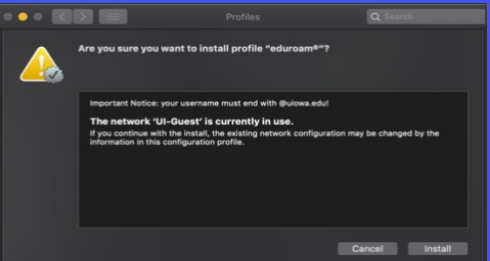 Profiles
Search
Are you sure you want to install profile “eduroam®”?
Important Notice: your username must end with @uiowa.edu!
The network ‘UI-Guest’ is currently in use.
If you continue with the install, the existing network configuration may be changed by the
information in this configuration profile.
Cancel
Install